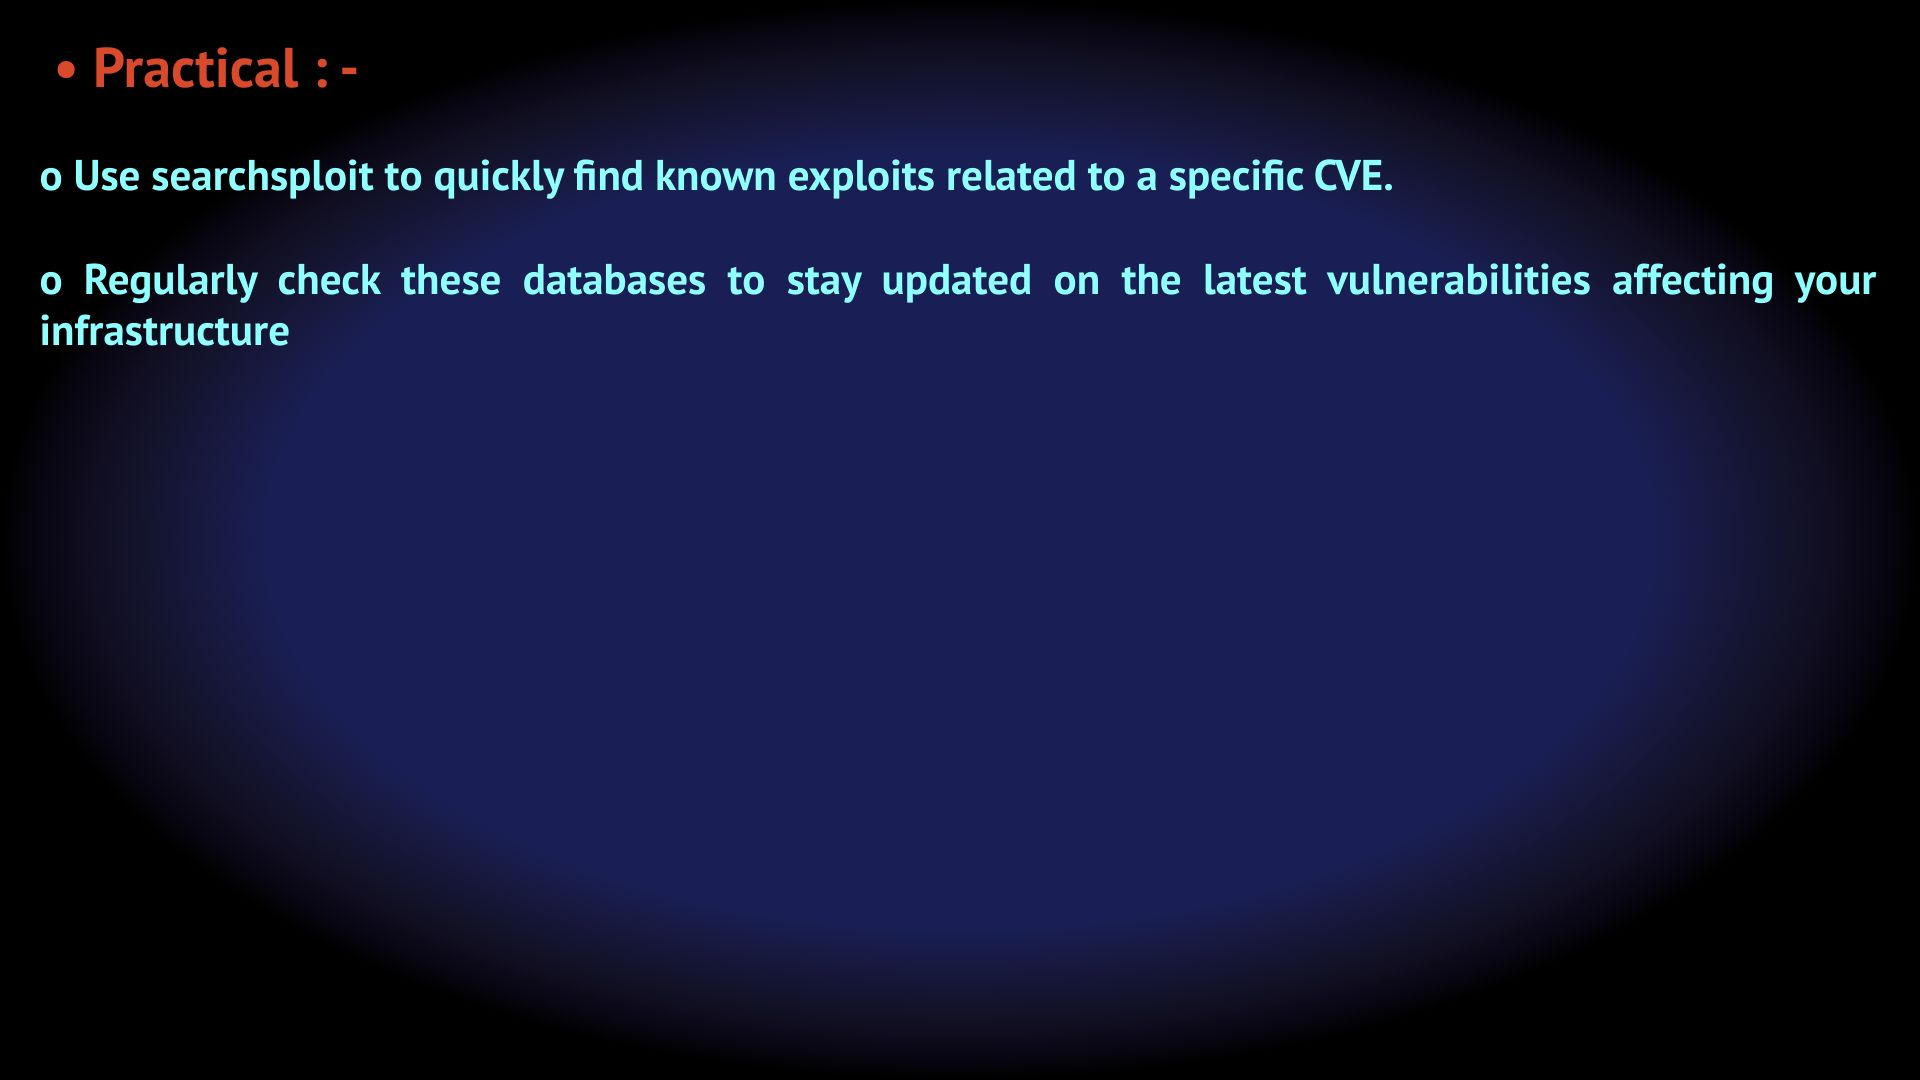 • Practical : -
o Use searchsploit to quickly find known exploits related to a specific CVE.
o Regularly check these databases to stay updated on the latest vulnerabilities affecting your
infrastructure